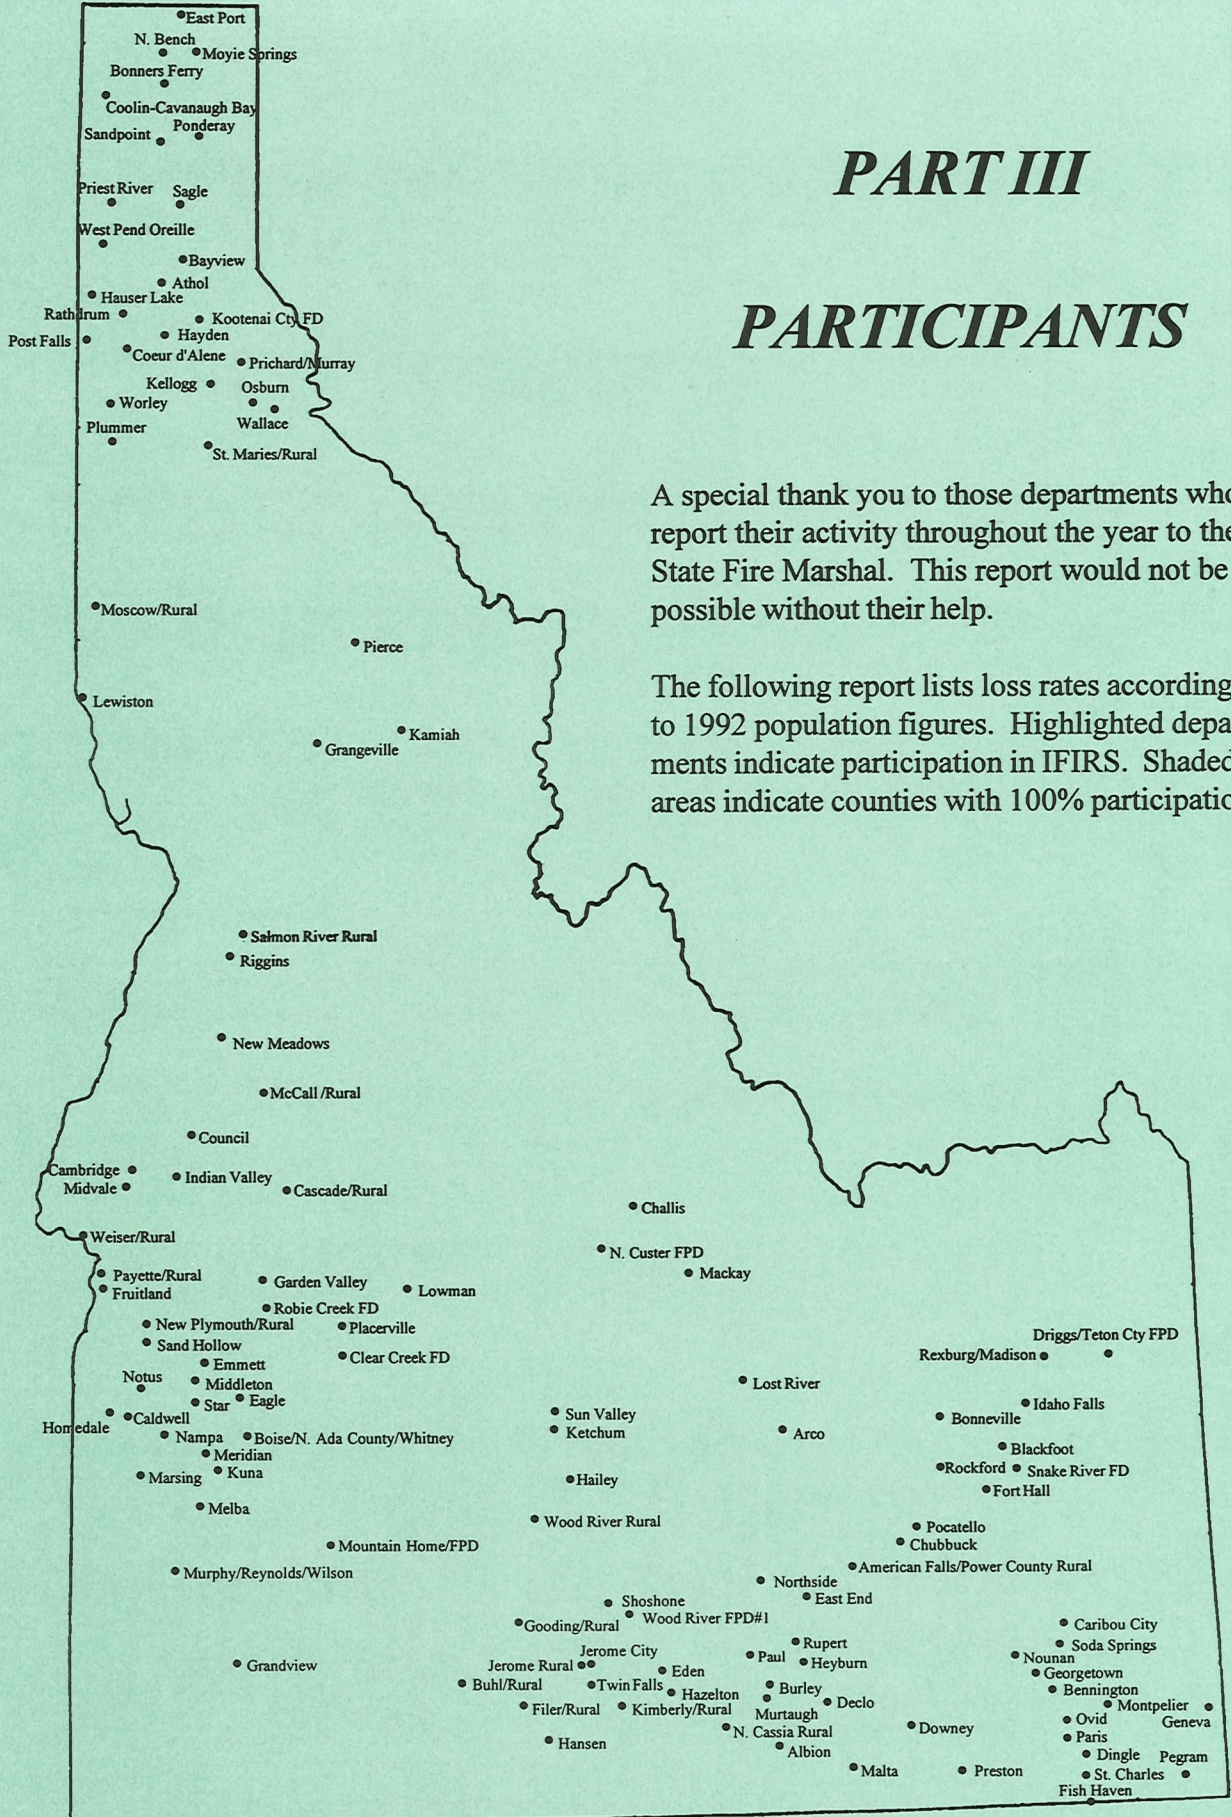 East Port
N. Bench
Moyie Springs
Bonners Ferry
Coolin-Cavanaugh Bay
Sandpoint
Ponderay
PART III
Priest River
Sagle
West Pend Oreille
Bayview
Athol
Hauser Lake
Rathdrum
Kootenai Cty FD
PARTICIPANTS
Post Falls
Hayden
Coeur d'Alene
Prichard/Murray
Kellogg
Osburn
Worley
Wallace
Plummer
St. Maries/Rural
A special thank you to those departments who
report their activity throughout the year to the
State Fire Marshal. This report would not be
possible without their help.
Moscow/Rural
Pierce
The following report lists loss rates according
to 1992 population figures. Highlighted depa
ments indicate participation in IFIRS. Shaded
areas indicate counties with 100% participatio
Lewiston
Kamiah
Grangeville
Salmon River Rural
Riggins
New Meadows
McCall /Rural
Council
Cambridge
Midvale
Indian Valley
Cascade/Rural
Challis
Weiser/Rural
N. Custer FPD
Mackay
Payette/Rural
Fruitland
Garden Valley
Lowman
Robie Creek FD
New Plymouth/Rural
Placerville
Sand Hollow
Clear Creek FD
Driggs/Teton Cty FPD
Rexburg/Madison
Emmett
Notus
Middleton
Lost River
Star
Eagle
Idaho Falls
Homedale
Caldwell
Sun Valley
Bonneville
Nampa
Boise/N. Ada County/Whitney
Ketchum
Arco
Meridian
Blackfoot
Marsing
Kuna
Hailey
Rockford
Snake River FD
Fort Hall
Melba
Wood River Rural
Pocatello
Chubbuck
Mountain Home/FPD
Murphy/Reynolds/Wilson
American Falls/Power County Rural
Northside
East End
Shoshone
Wood River FPD#1
Gooding/Rural
Caribou City
Soda Springs
Jerome City
Rupert
Paul
Heyburn
Nounan
Grandview
Jerome Rural
Eden
Georgetown
Buhl/Rural
Twin Falls
Hazelton
Burley
Bennington
Filer/Rural
Kimberly/Rural
Murtaugh
Declo
Montpelier
Geneva
N. Cassia Rural
Downey
Ovid
Hansen
Albion
Paris
Dingle
Pegram
Malta
Preston
St. Charles
Fish Haven